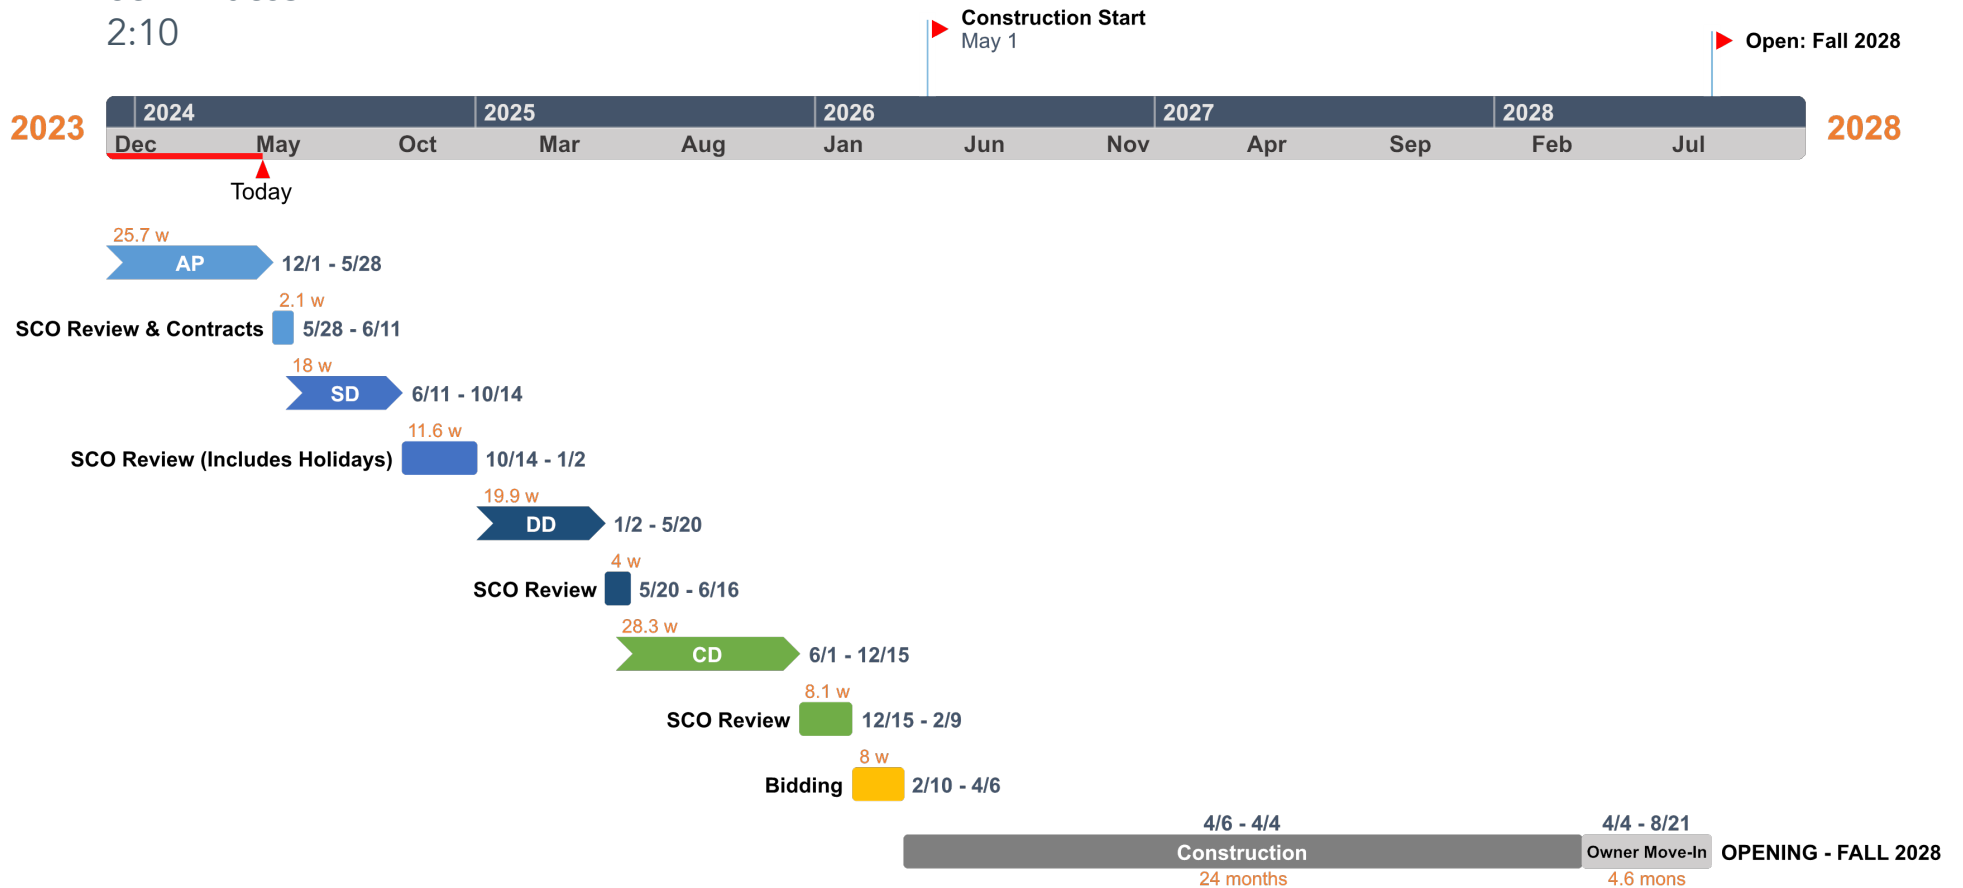 2:10
Construction Start
May 1
Open: Fall 2028
2023
2024 2025 2026 2027 2028
Dec May Oct Mar Aug Jan Jun Nov Apr Sep Feb Jul
2028
Today
25.7 w
AP 12/1 - 5/28
2.1 w
SCO Review & Contracts 5/28 - 6/11
18 w
SD 6/11 - 10/14
11.6 w
SCO Review (Includes Holidays) 10/14 - 1/2
19.9 w
DD 1/2 - 5/20
4 w
SCO Review 5/20 - 6/16
28.3 w
CD 6/1 - 12/15
8.1 w
SCO Review 12/15 - 2/9
8 w
Bidding 2/10 - 4/6
4/6 - 4/4 4/4 - 8/21
Construction Owner Move-In OPENING - FALL 2028
24 months 4.6 mons